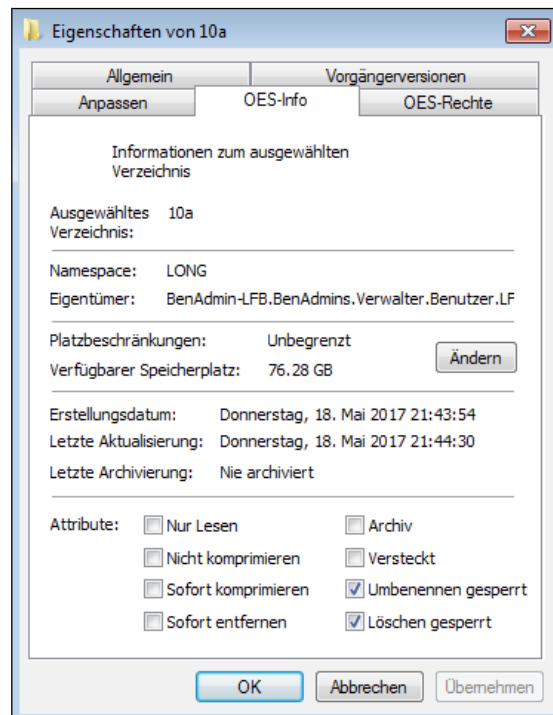 Eigenschaften von 10a
Allgemein
Vorgängerversionen
Anpassen
OES-Info
OES-Rechte
Informationen zum ausgewählten
Verzeichnis
Ausgewähltes 10a
Verzeichnis:
Namespace: LONG
Eigentümer: BenAdmin-LFB.BenAdmins.Verwalter.Benutzer.LF
Platzbeschränkungen: Unbegrenzt
Ändern
Verfügbarer Speicherplatz: 76.28 GB
Erstellungsdatum: Donnerstag, 18. Mai 2017 21:43:54
Letzte Aktualisierung: Donnerstag, 18. Mai 2017 21:44:30
Letzte Archivierung: Nie archiviert
Attribute: Nur Lesen Archiv
Nicht komprimieren Versteckt
Sofort komprimieren Umbenennen gesperrt
Sofort entfernen Löschen gesperrt
OK Abbrechen Übernehmen